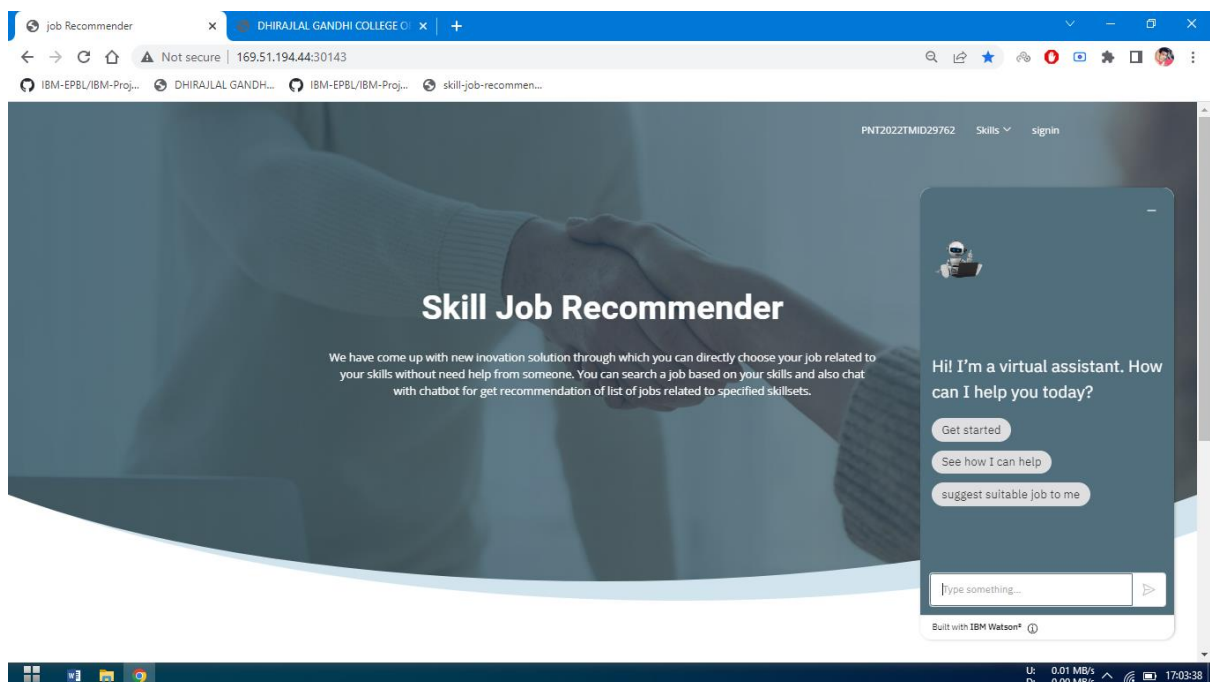 job Recommender
DHIRAJLAL GANDHI COLLEGE O
Not secure | 169.51.194.44:30143
IBM-EPBL/IBM-Proj...
DHIRAJLAL GANDH...
IBM-EPBL/IBM-Proj...
skill-job-recommen...
PNT2022TMID29762
Skills
signin
Skill Job Recommender
We have come up with new inovation solution through which you can directly choose your job related to
your skills without need help from someone. You can search a job based on your skills and also chat
with chatbot for get recommendation of list of jobs related to specified skillsets.
Hi! I'm a virtual assistant. How
can I help you today?
Get started
See how I can help
suggest suitable job to me
Type something...
Built with IBM Watson®
U: 0.01 MB/s
D: 0.00 MB/s
17:03:38